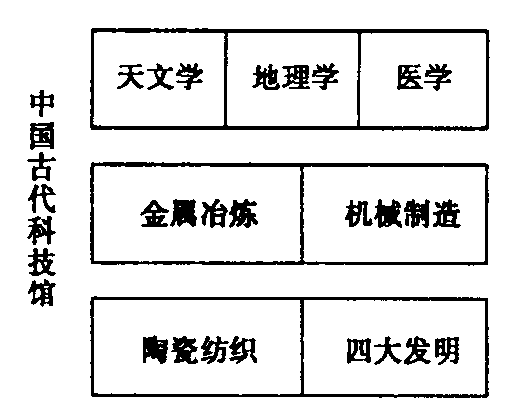 中国古代科技馆
天文学 地理学 医学
金属冶炼 机械制造
陶瓷纺织 四大发明